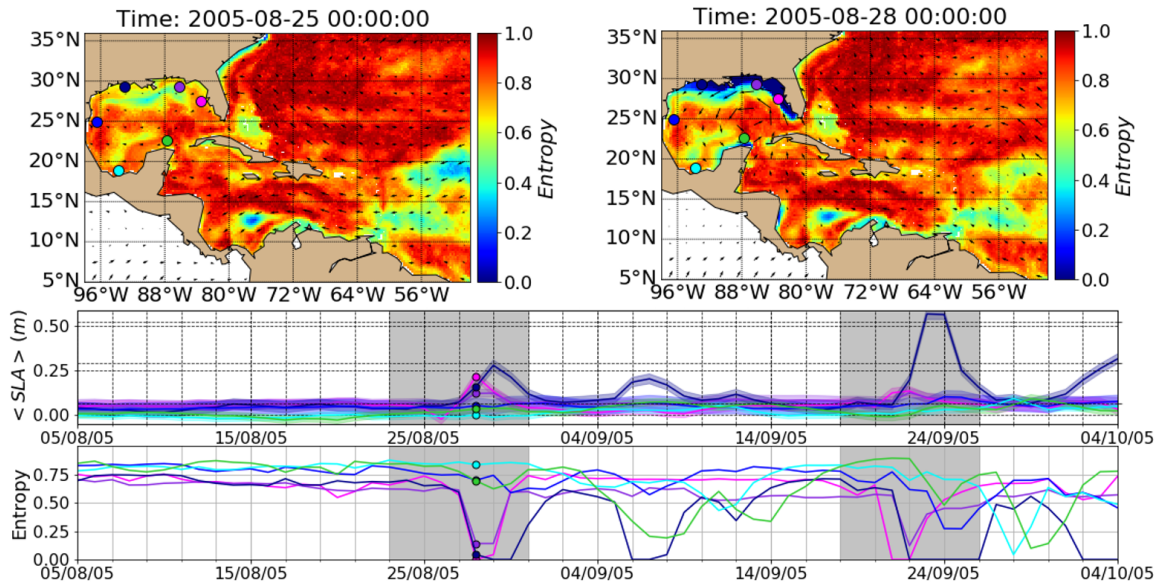 Time: 2005-08-25 00:00:00
35°N
30°N
25°N
20°N
15°N
10°N
5°N
96°W 88°W 80°W 72°W 64°W 56°W
1.0
0.8
0.6
0.4
0.2
0.0
Entropy
Time: 2005-08-28 00:00:00
35°N
30°N
25°N
20°N
15°N
10°N
5°N
96°W 88°W 80°W 72°W 64°W 56°W
1.0
0.8
0.6
0.4
0.2
0.0
Entropy
< SLA > (m)
0.50
0.25
0.00
05/08/05 15/08/05 25/08/05 04/09/05 14/09/05 24/09/05 04/10/05
Entropy
0.75
0.50
0.25
0.00
05/08/05 15/08/05 25/08/05 04/09/05 14/09/05 24/09/05 04/10/05